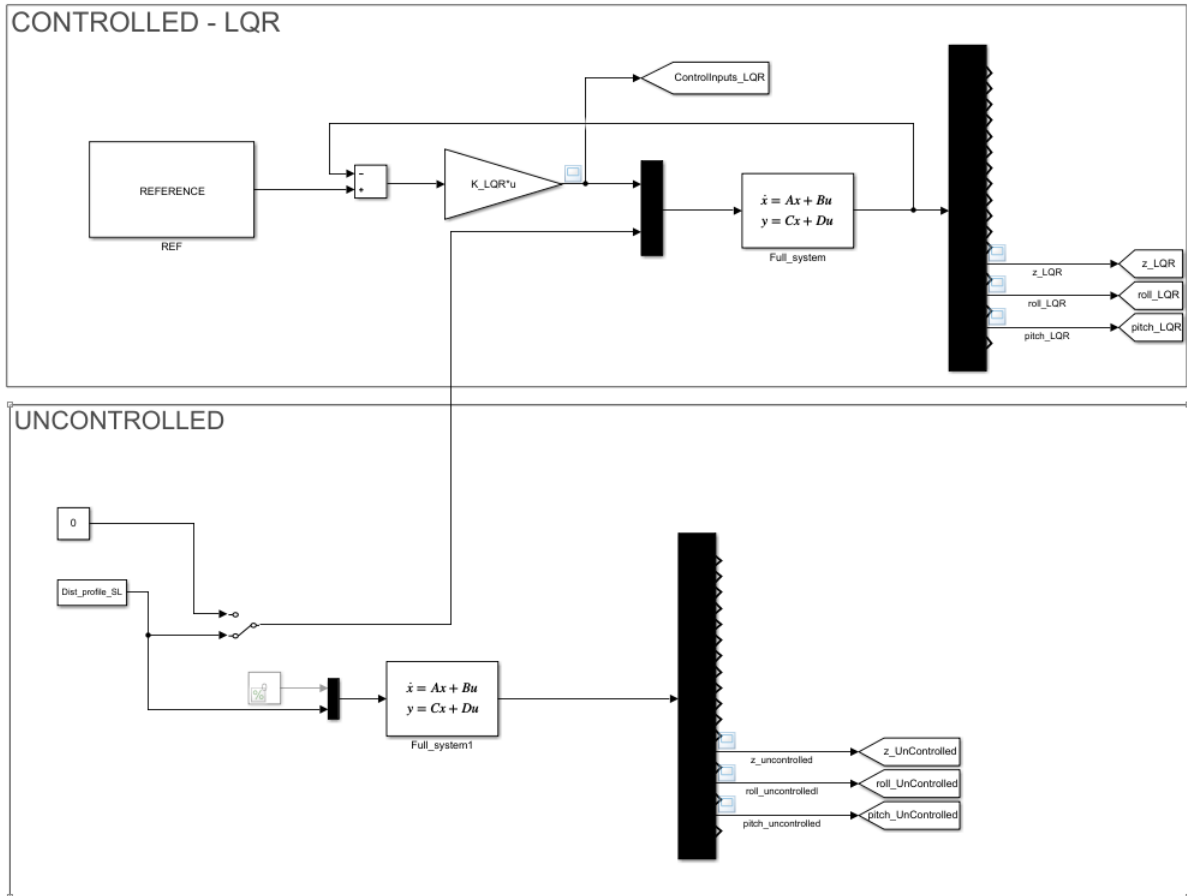 CONTROLLED - LQR
ControlInputs_LQR
REFERENCE
REF
−
+
K_LQR*u
ẋ = Ax + Bu
y = Cx + Du
Full_system
z_LQR
z_LQR
roll_LQR
roll_LQR
pitch_LQR
pitch_LQR
UNCONTROLLED
0
Dist_profile_SL
ẋ = Ax + Bu
y = Cx + Du
Full_system1
z_UnControlled
z_uncontrolled
roll_UnControlled
roll_uncontrolledl
pitch_UnControlled
pitch_uncontrolled